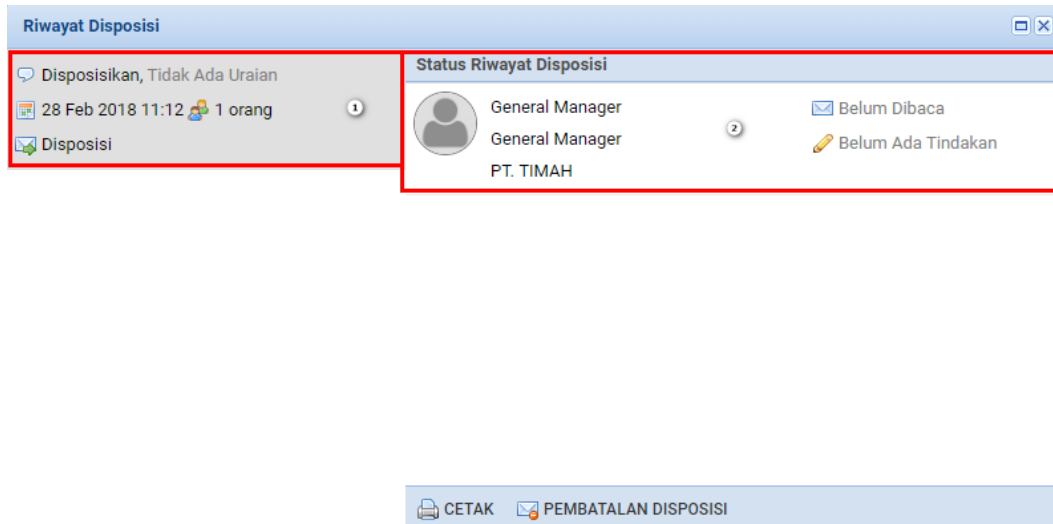 Riwayat Disposisi
Disposisikan, Tidak Ada Uraian
28 Feb 2018 11:12 1 orang
1
Disposisi
Status Riwayat Disposisi
General Manager
General Manager
PT. TIMAH
2
Belum Dibaca
Belum Ada Tindakan
CETAK PEMBATALAN DISPOSISI